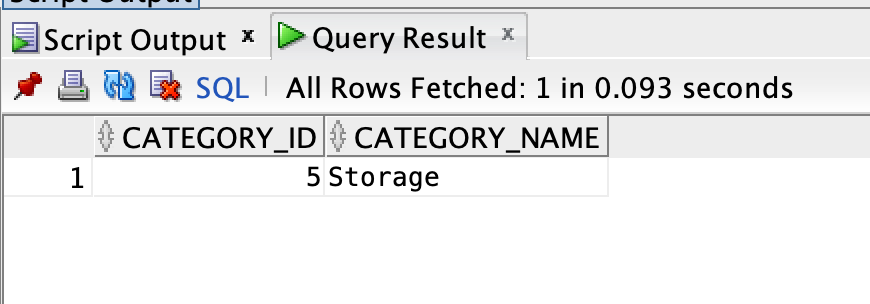 Script Output
Script Output x Query Result x
SQL All Rows Fetched: 1 in 0.093 seconds
CATEGORY_ID CATEGORY_NAME
1 5 Storage